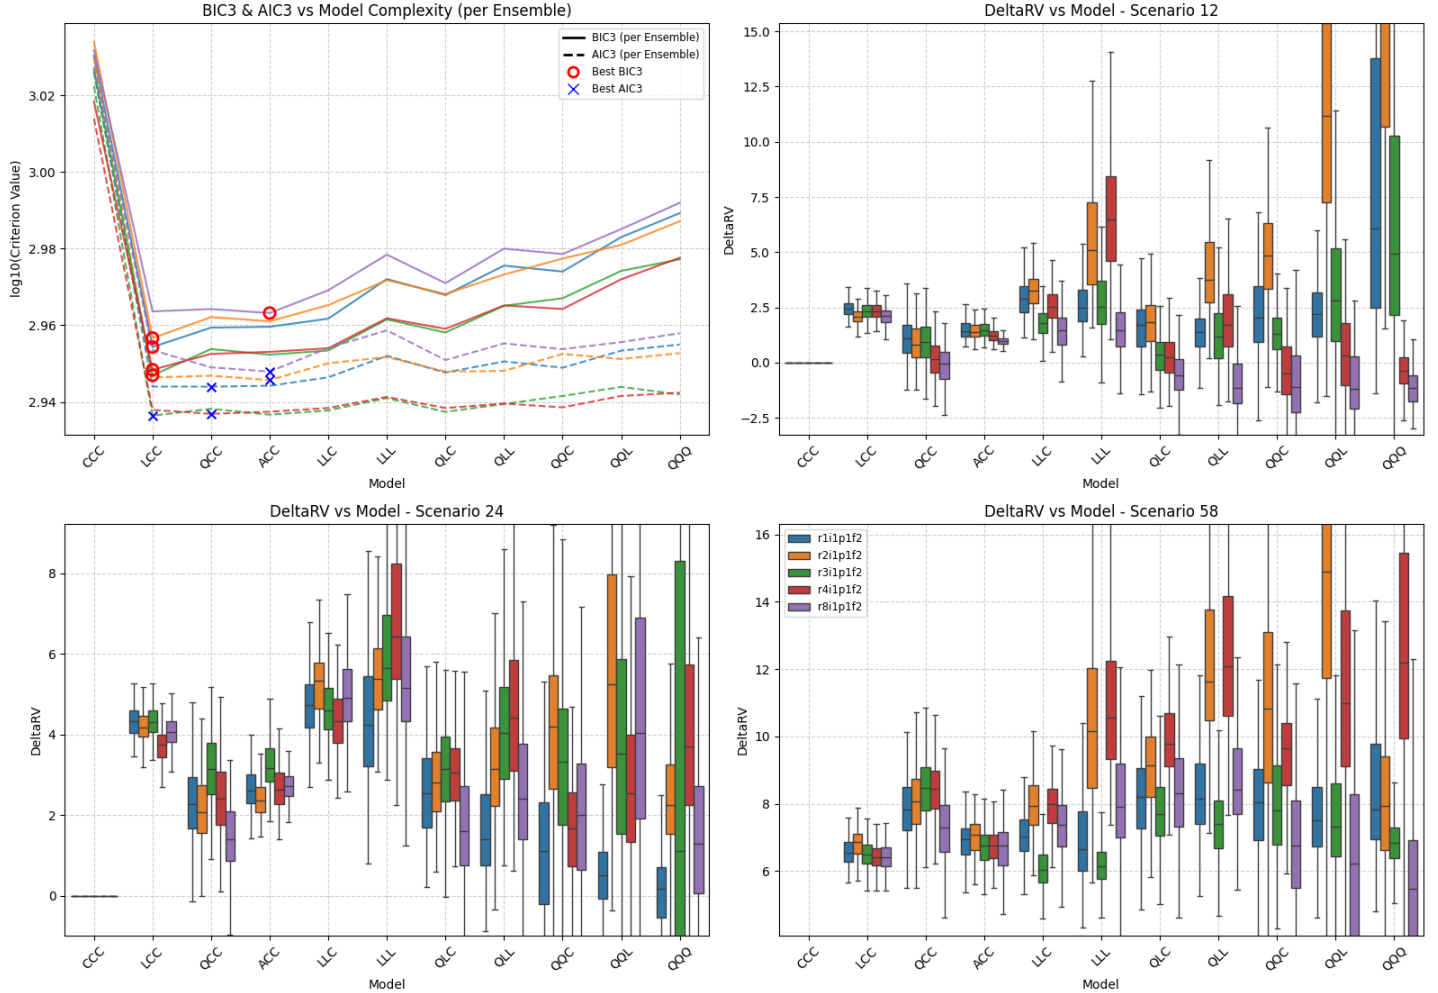 BIC3 & AIC3 vs Model Complexity (per Ensemble)
log10(Criterion Value)
3.02
3.00
2.98
2.96
2.94
BIC3 (per Ensemble)
AIC3 (per Ensemble)
Best BIC3
Best AIC3
CCC LCC QCC ACC LLC LLL QLC QLL QQC QQL QQQ
Model
DeltaRV vs Model - Scenario 12
DeltaRV
15.0
12.5
10.0
7.5
5.0
2.5
0.0
−2.5
CCC LCC QCC ACC LLC LLL QLC QLL QQC QQL QQQ
Model
DeltaRV vs Model - Scenario 24
DeltaRV
8
6
4
2
0
CCC LCC QCC ACC LLC LLL QLC QLL QQC QQL QQQ
Model
DeltaRV vs Model - Scenario 58
DeltaRV
16
14
12
10
8
6
r1i1p1f2
r2i1p1f2
r3i1p1f2
r4i1p1f2
r8i1p1f2
CCC LCC QCC ACC LLC LLL QLC QLL QQC QQL QQQ
Model